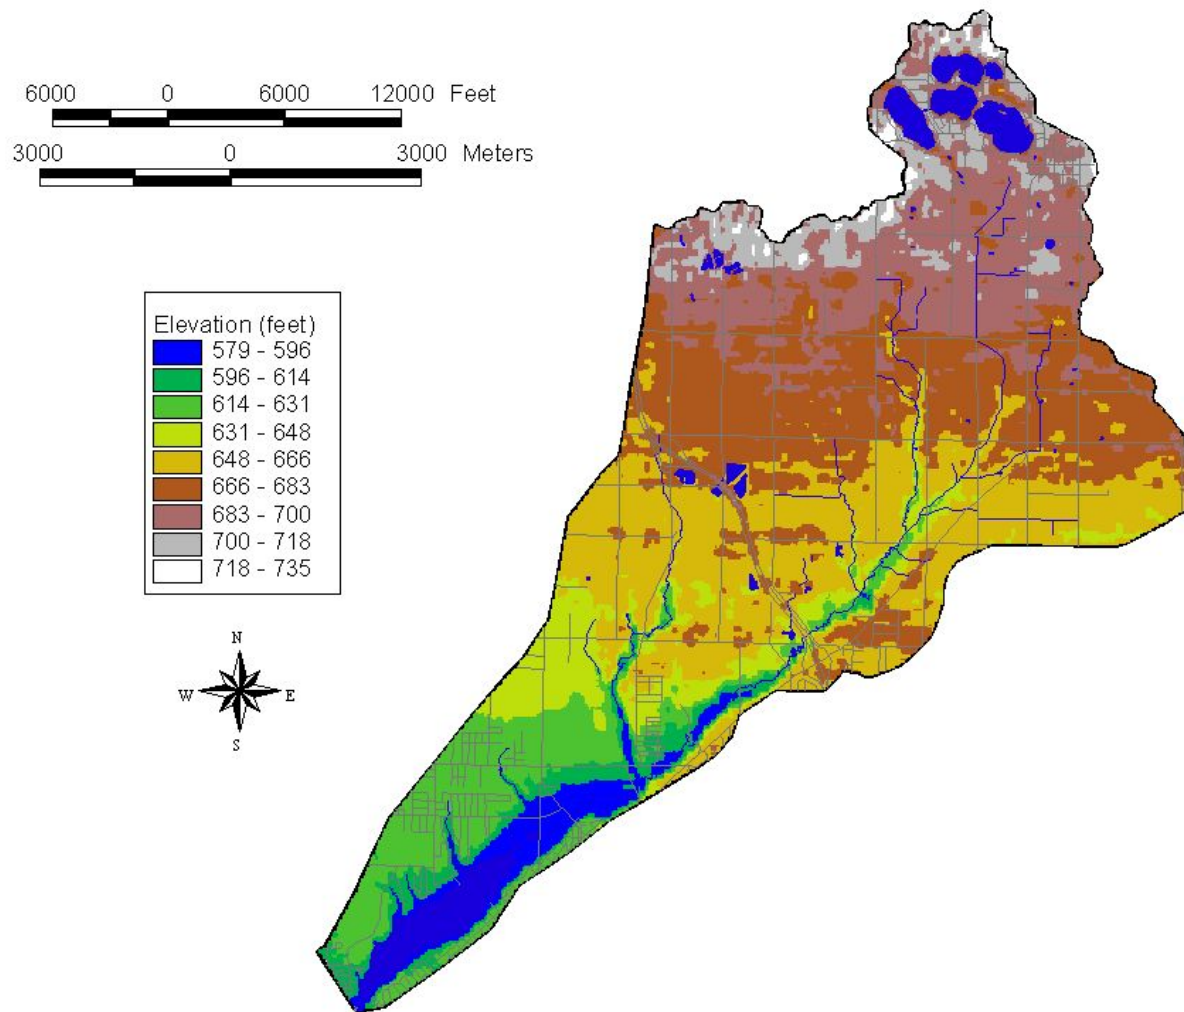 6000 0 6000 12000 Feet
3000 0 3000 Meters
Elevation (feet)
579 - 596
596 - 614
614 - 631
631 - 648
648 - 666
666 - 683
683 - 700
700 - 718
718 - 735
N
W E
S